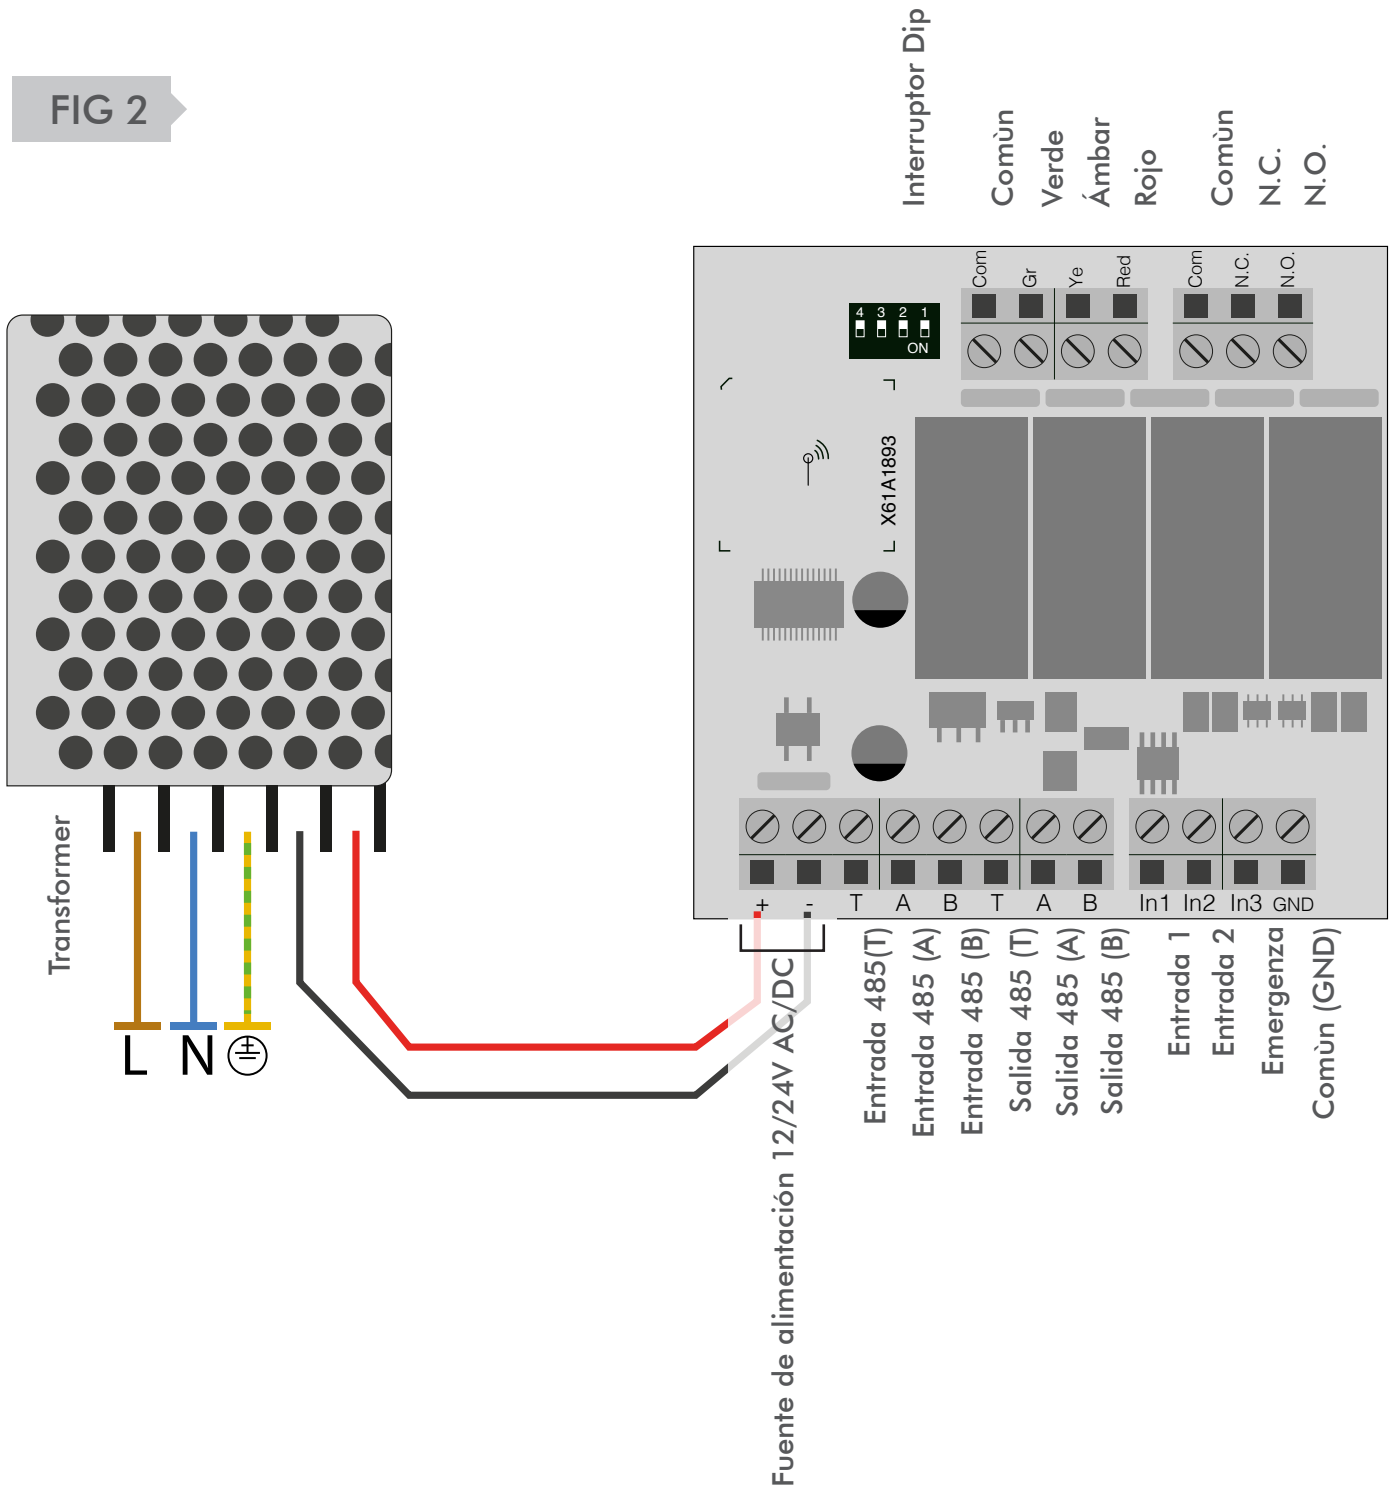 FIG 2
Interruptor Dip
Comùn
Verde
Ámbar
Rojo
Comùn
N.C.
N.O.
Com
Gr
Ye
Red
Com
N.C.
N.O.
4 3 2 1
ON
X61A1893
Transformer
L N
+ - T A B T A B In1 In2 In3 GND
Fuente de alimentación 12/24V AC/DC
Entrada 485(T)
Entrada 485 (A)
Entrada 485 (B)
Salida 485 (T)
Salida 485 (A)
Salida 485 (B)
Entrada 1
Entrada 2
Emergenza
Comùn (GND)